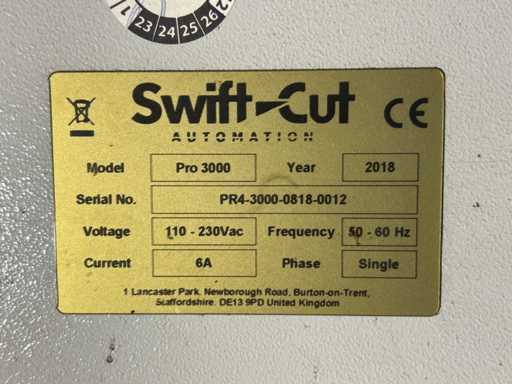 23 24 25 26
Swift-Cut
AUTOMATION
CE
Model Pro 3000 Year 2018
Serial No. PR4-3000-0818-0012
Voltage 110 - 230Vac Frequency 50 - 60 Hz
Current 6A Phase Single
1 Lancaster Park, Newborough Road, Burton-on-Trent,
Staffordshire. DE13 9PD United Kingdom